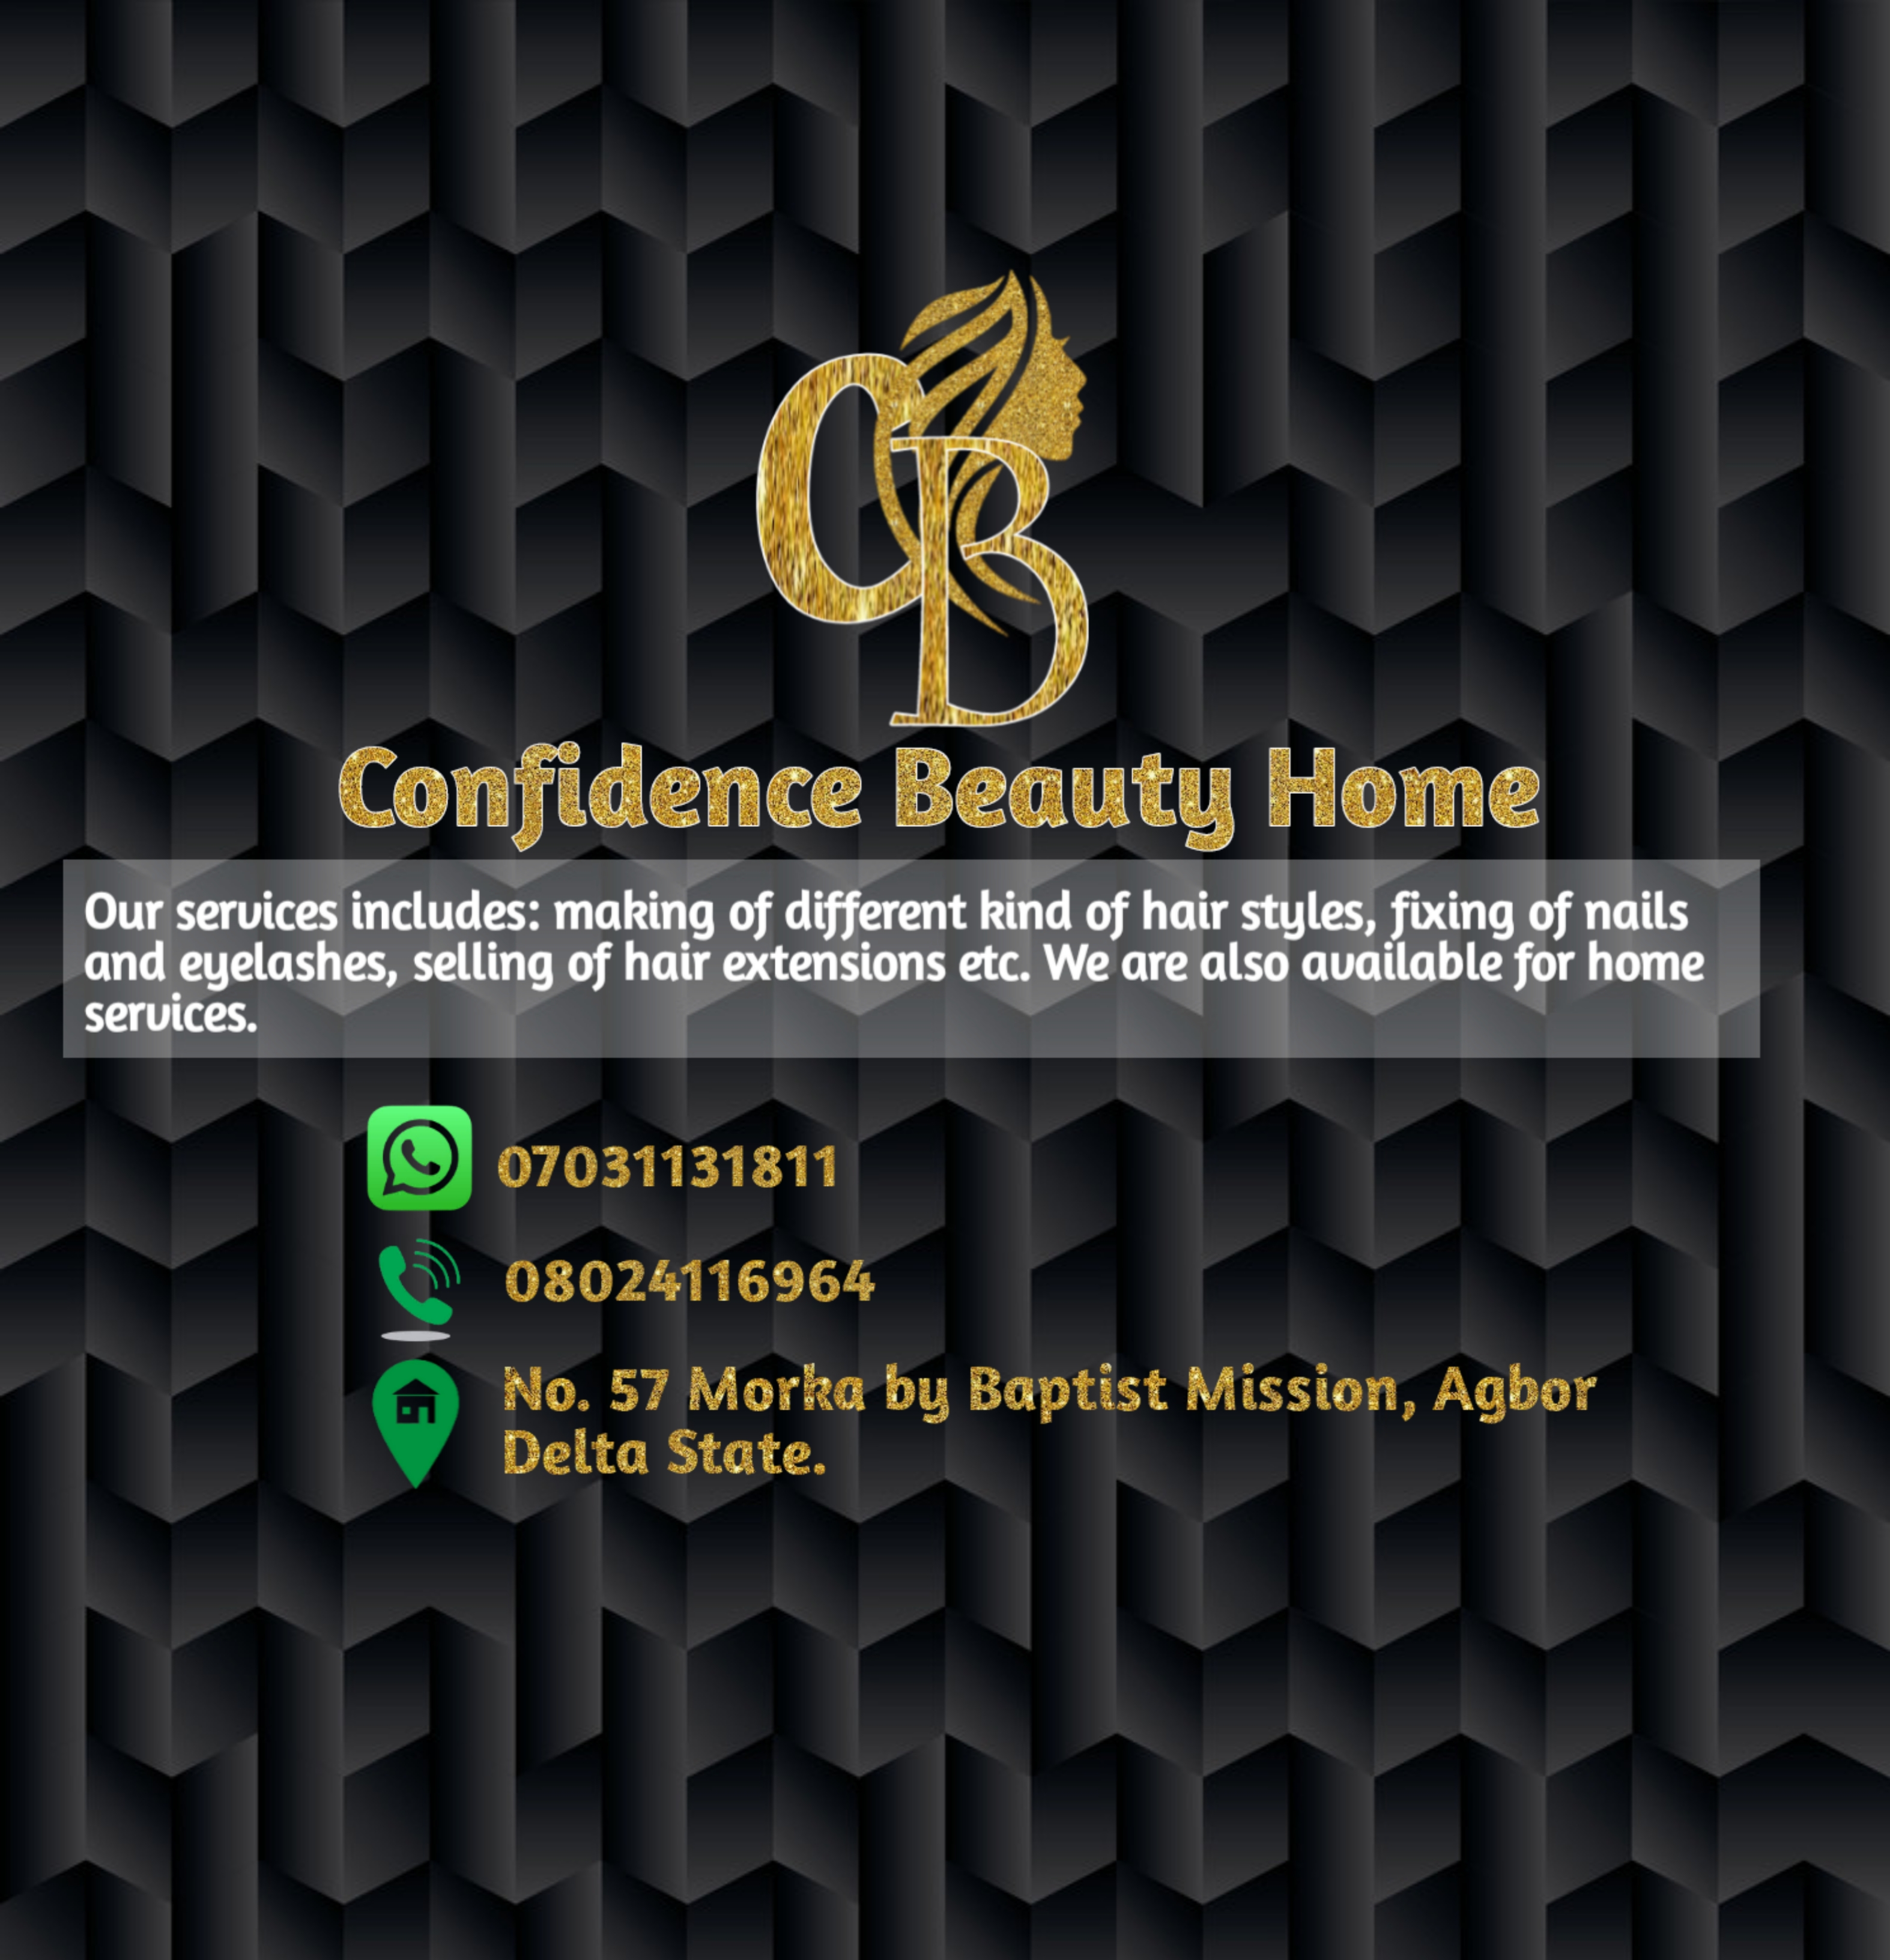 CB
Confidence Beauty Home
Our services includes: making of different kind of hair styles, fixing of nails
and eyelashes, selling of hair extensions etc. We are also available for home
services.
07031131811
08024116964
No. 57 Morka by Baptist Mission, Agbor
Delta State.